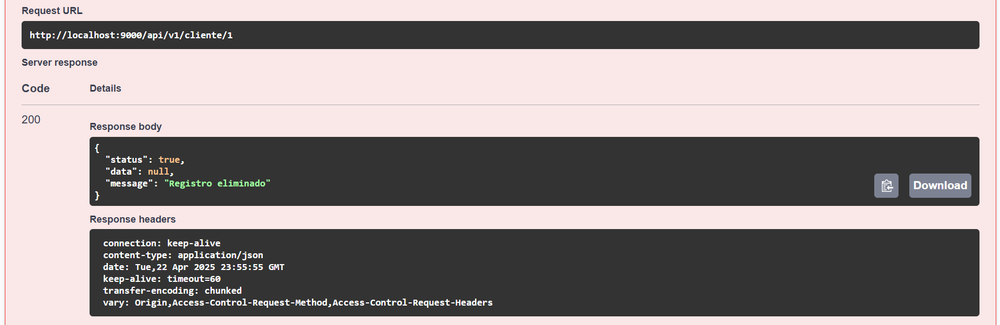 Request URL
http://localhost:9000/api/v1/cliente/1
Server response
Code Details
200
Response body
{
  "status": true,
  "data": null,
  "message": "Registro eliminado"
}
Download
Response headers
connection: keep-alive
content-type: application/json
date: Tue,22 Apr 2025 23:55:55 GMT
keep-alive: timeout=60
transfer-encoding: chunked
vary: Origin,Access-Control-Request-Method,Access-Control-Request-Headers